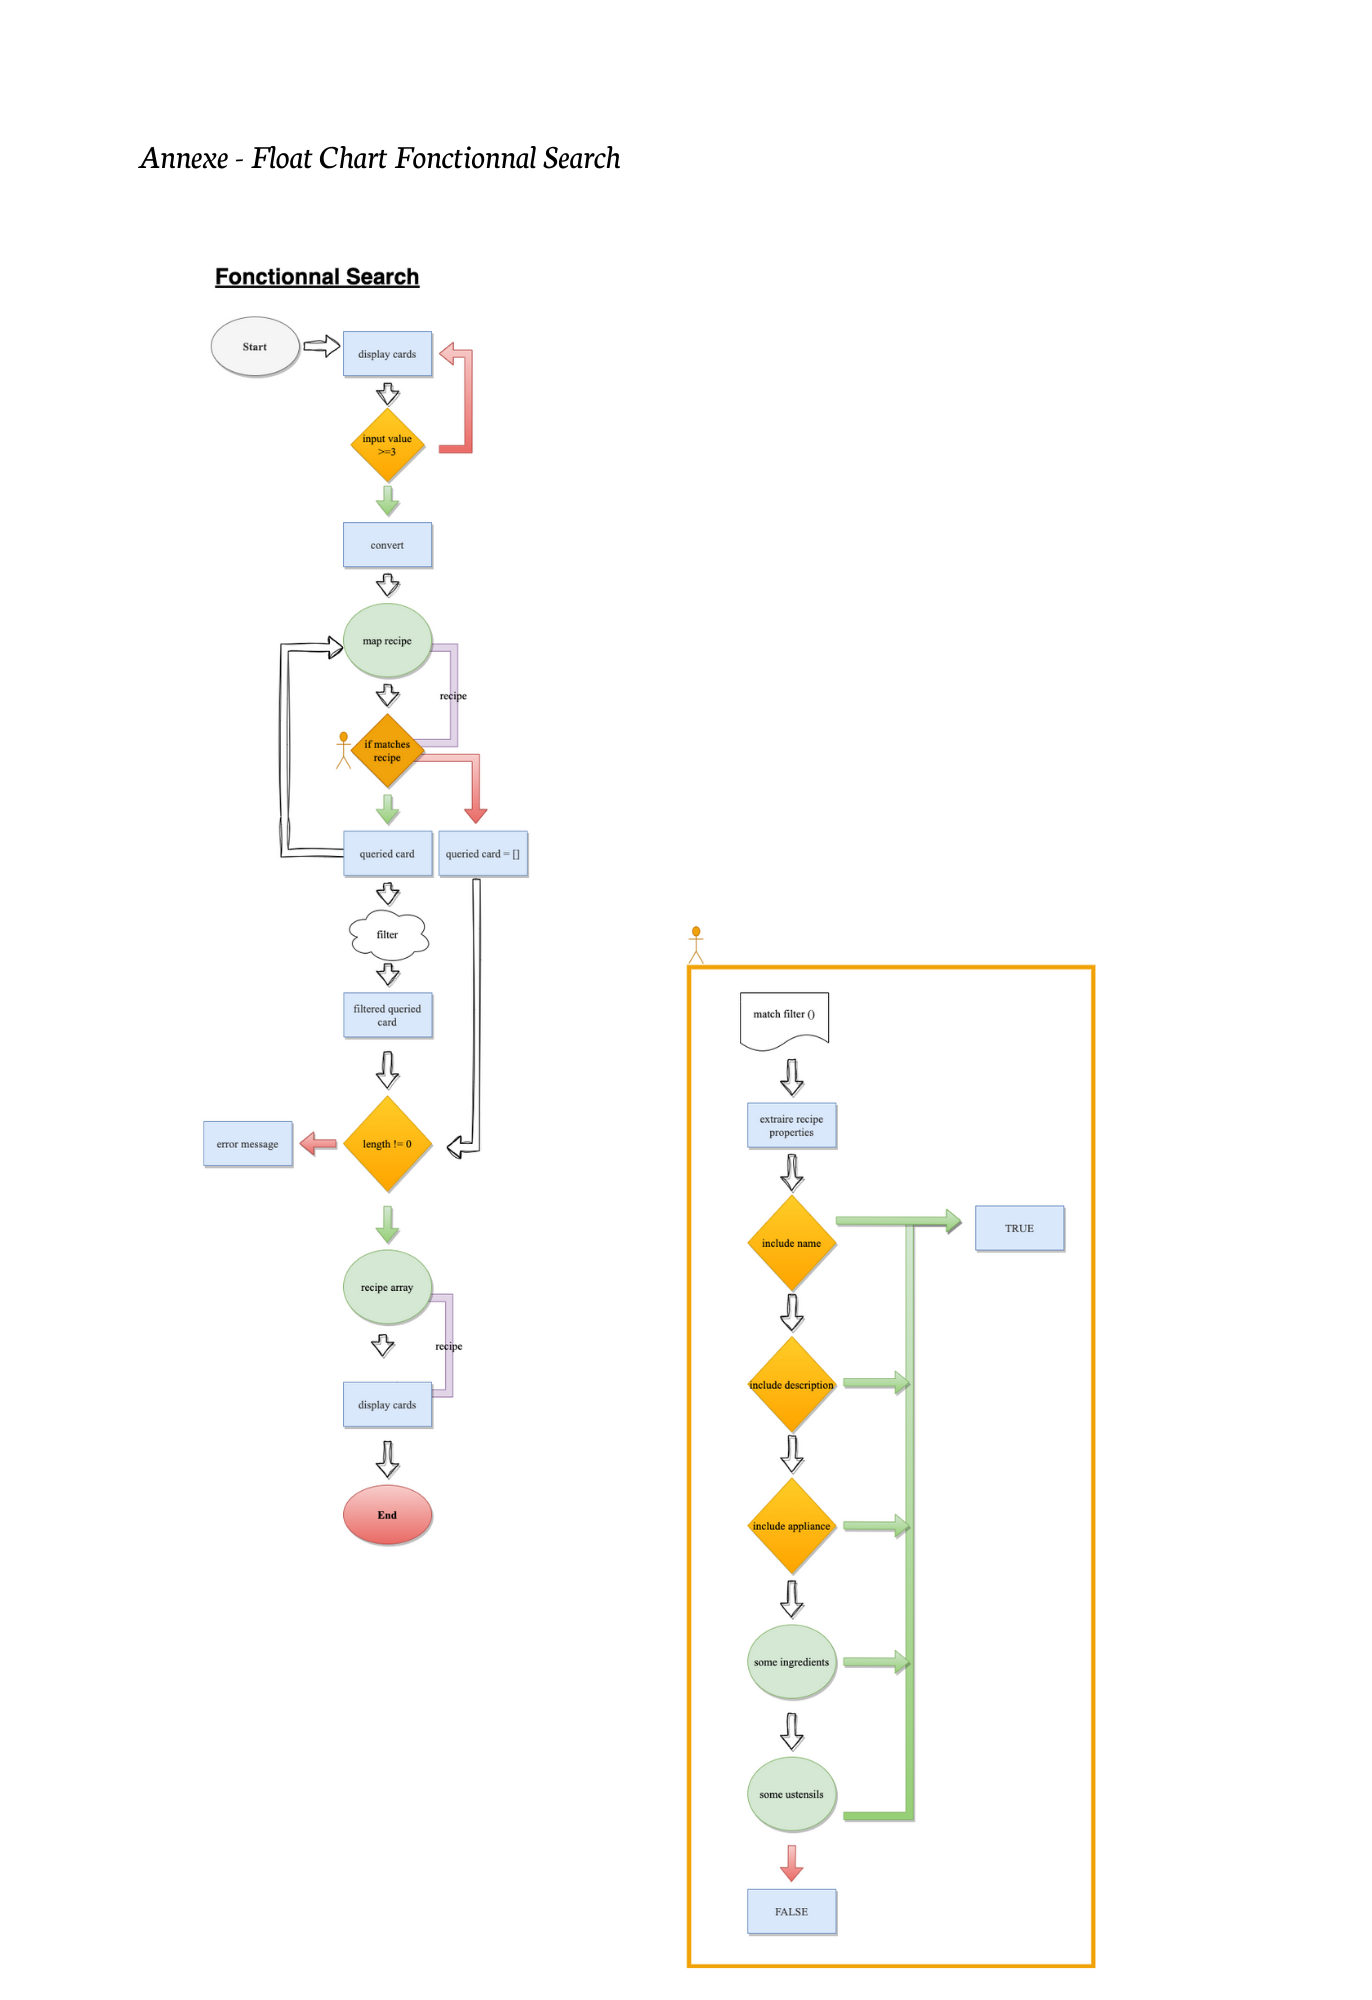 Annexe - Float Chart Fonctionnal Search
Fonctionnal Search
Start
display cards
input value
>=3
convert
map recipe
recipe
if matches
recipe
queried card
queried card = []
filter
filtered queried
card
length != 0
error message
recipe array
recipe
display cards
End
match filter ()
extraire recipe
properties
include name
TRUE
include description
include appliance
some ingredients
some ustensils
FALSE